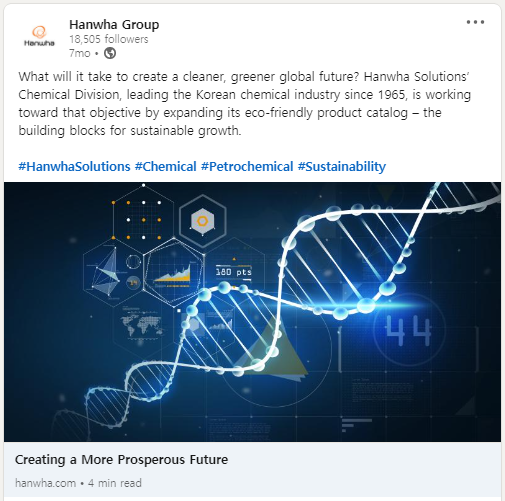 Hanwha Group
18,505 followers
7mo •
Hanwha
What will it take to create a cleaner, greener global future? Hanwha Solutions'
Chemical Division, leading the Korean chemical industry since 1965, is working
toward that objective by expanding its eco-friendly product catalog – the
building blocks for sustainable growth.
#HanwhaSolutions #Chemical #Petrochemical #Sustainability
180 pts
44
Creating a More Prosperous Future
hanwha.com • 4 min read